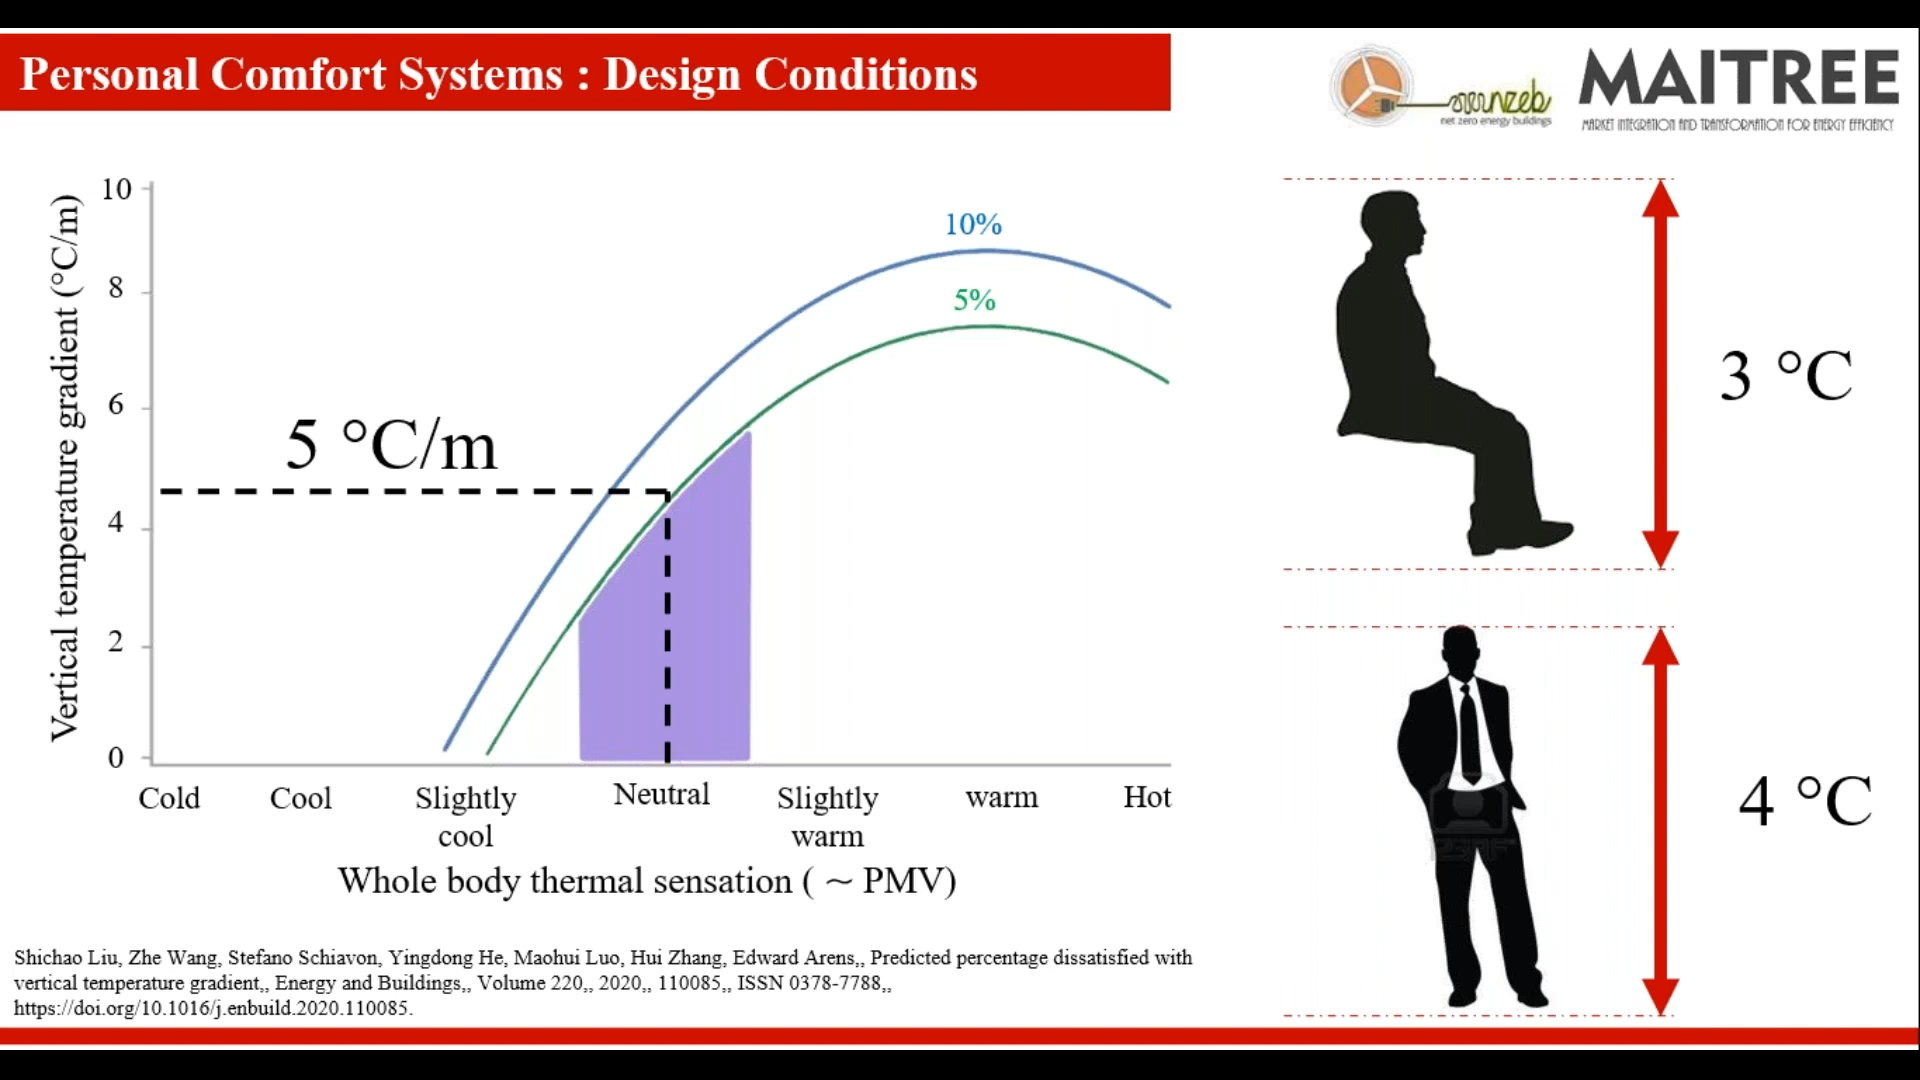 Personal Comfort Systems : Design Conditions
nzeb
net zero energy buildings
MAITREE
MARKET INTEGRATION AND TRANSFORMATION FOR ENERGY EFFICIENCY
Vertical temperature gradient (°C/m)
10
8
6
4
2
0
10%
5%
5 °C/m
Cold
Cool
Slightly
cool
Neutral
Slightly
warm
warm
Hot
Whole body thermal sensation ( ~ PMV)
3 °C
4 °C
Shichao Liu, Zhe Wang, Stefano Schiavon, Yingdong He, Maohui Luo, Hui Zhang, Edward Arens,, Predicted percentage dissatisfied with
vertical temperature gradient,, Energy and Buildings,, Volume 220,, 2020,, 110085,, ISSN 0378-7788,,
https://doi.org/10.1016/j.enbuild.2020.110085.